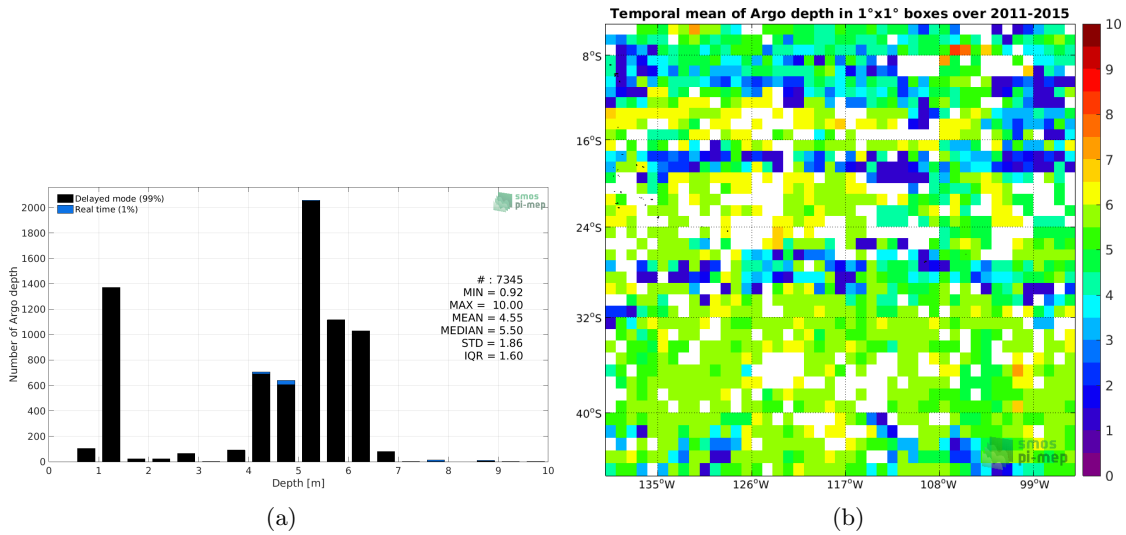 Temporal mean of Argo depth in 1°x1° boxes over 2011-2015
Delayed mode (99%)
Real time (1%)
smos
pi-mep
# : 7345
MIN = 0.92
MAX = 10.00
MEAN = 4.55
MEDIAN = 5.50
STD = 1.86
IQR = 1.60
Number of Argo depth
2000
1800
1600
1400
1200
1000
800
600
400
200
0
0 1 2 3 4 5 6 7 8 9 10
Depth [m]
(a)
8°S
16°S
24°S
32°S
40°S
135°W 126°W 117°W 108°W 99°W
smos
pi-mep
10
9
8
7
6
5
4
3
2
1
0
(b)